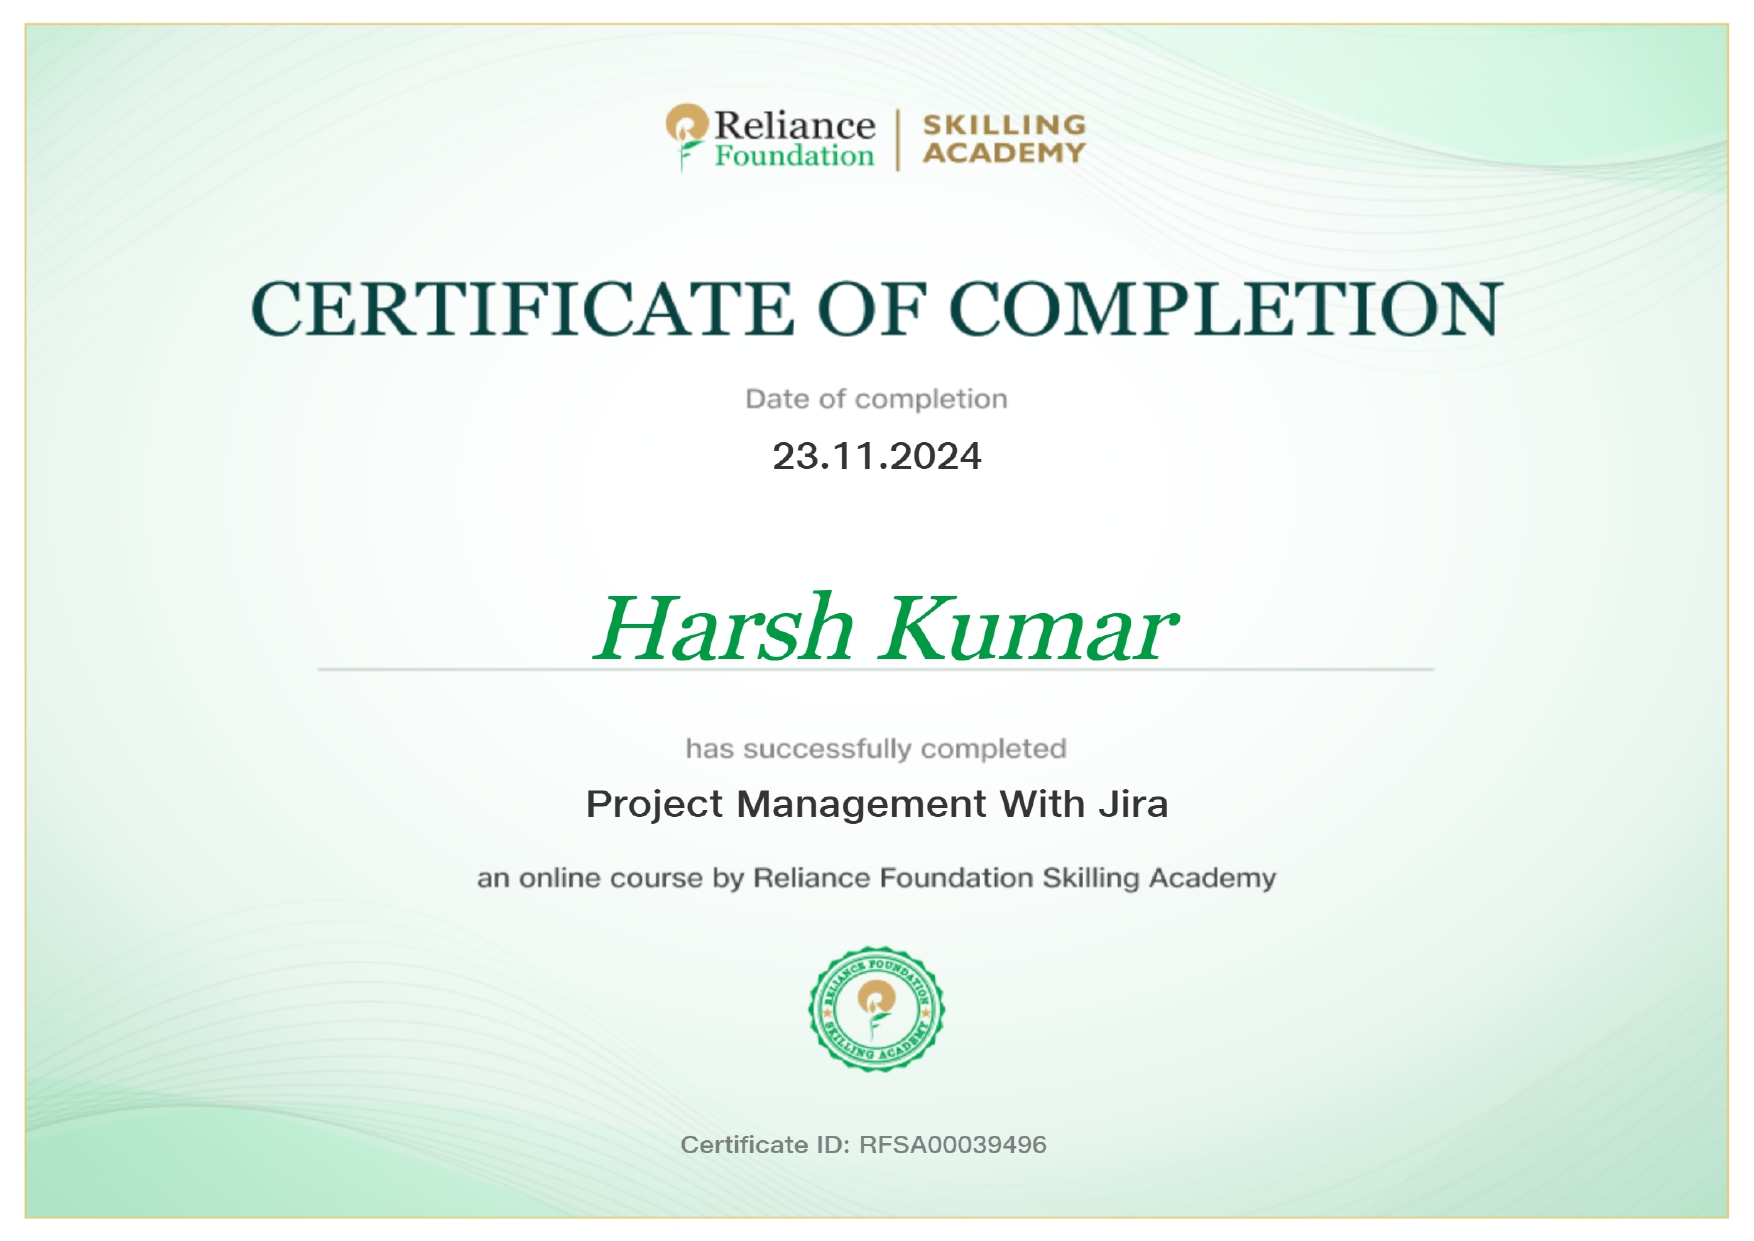 Reliance
Foundation
SKILLING
ACADEMY
CERTIFICATE OF COMPLETION
Date of completion
23.11.2024
Harsh Kumar
has successfully completed
Project Management With Jira
an online course by Reliance Foundation Skilling Academy
RELIANCE FOUNDATION
SKILLING ACADEMY
Certificate ID: RFSA00039496